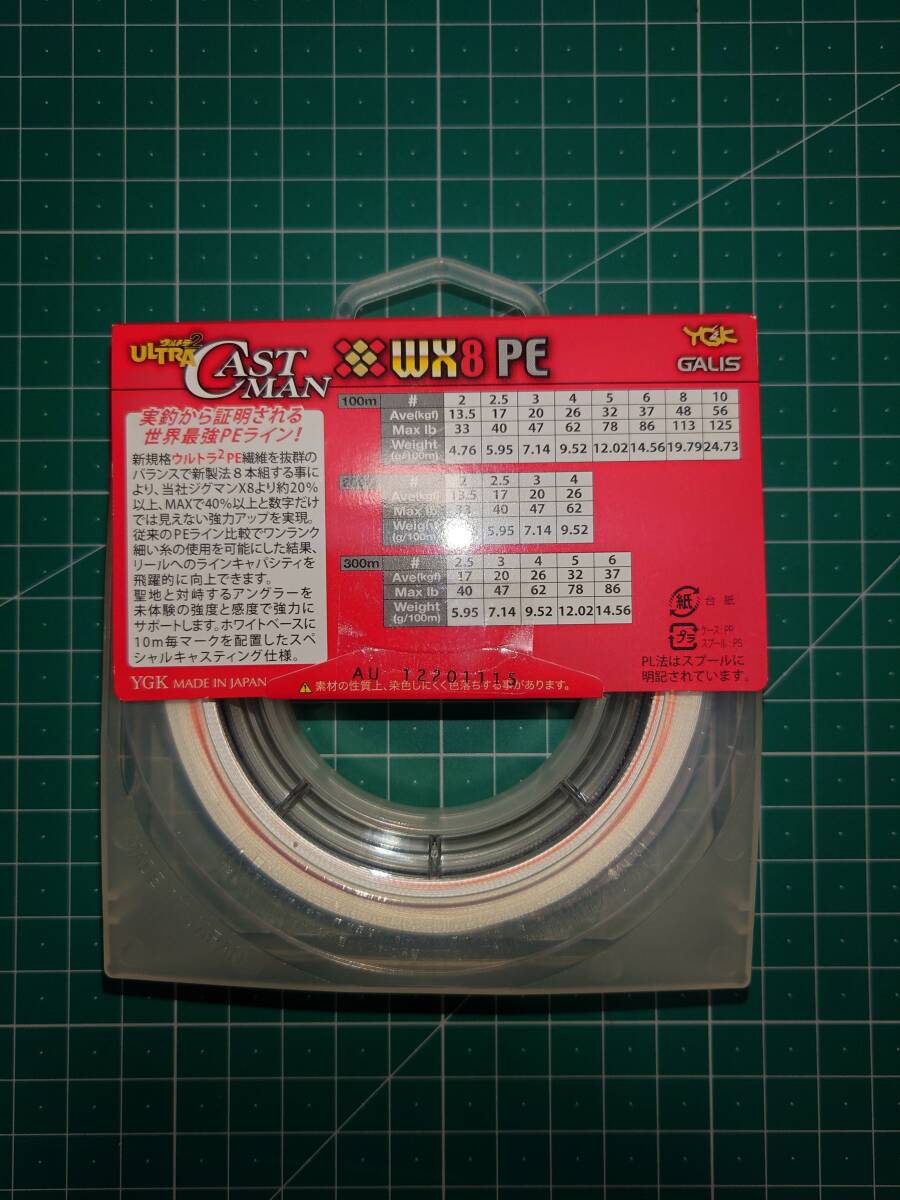 ウルトラ2
ULTRA2 CAST MAN WX8 PE
YGK
GALIS
実釣から証明される
世界最強PEライン!
新規格ウルトラ2PE繊維を抜群の
バランスで新製法8本組する事に
より、当社ジグマンX8より約20%
以上、MAXで40%以上と数字だけ
では見えない強力アップを実現。
従来のPEライン比較でワンランク
細い糸の使用を可能にした結果、
リールへのラインキャパシティを
飛躍的に向上できます。
聖地と対峙するアングラーを
未体験の強度と感度で強力に
サポートします。ホワイトベースに
10m毎マークを配置したスペ
シャルキャスティング仕様。
YGK MADE IN JAPAN
100m # 2 2.5 3 4 5 6 8 10
Ave(kgf) 13.5 17 20 26 32 37 48 56
Max lb 33 40 47 62 78 86 113 125
Weight (g/100m) 4.76 5.95 7.14 9.52 12.02 14.56 19.79 24.73
# 2 2.5 3 4
Ave(kgf) 13.5 17 20 26
Max lb 33 40 47 62
Weight (g/100m) 5.95 7.14 9.52
300m # 2.5 3 4 5 6
Ave(kgf) 17 20 26 32 37
Max lb 40 47 62 78 86
Weight (g/100m) 5.95 7.14 9.52 12.02 14.56
紙 台紙
プラ ケース:PP
スプール:PS
PL法はスプールに
明記されています。
AU 12201115
素材の性質上、染色しにくく色落ちする事があります。